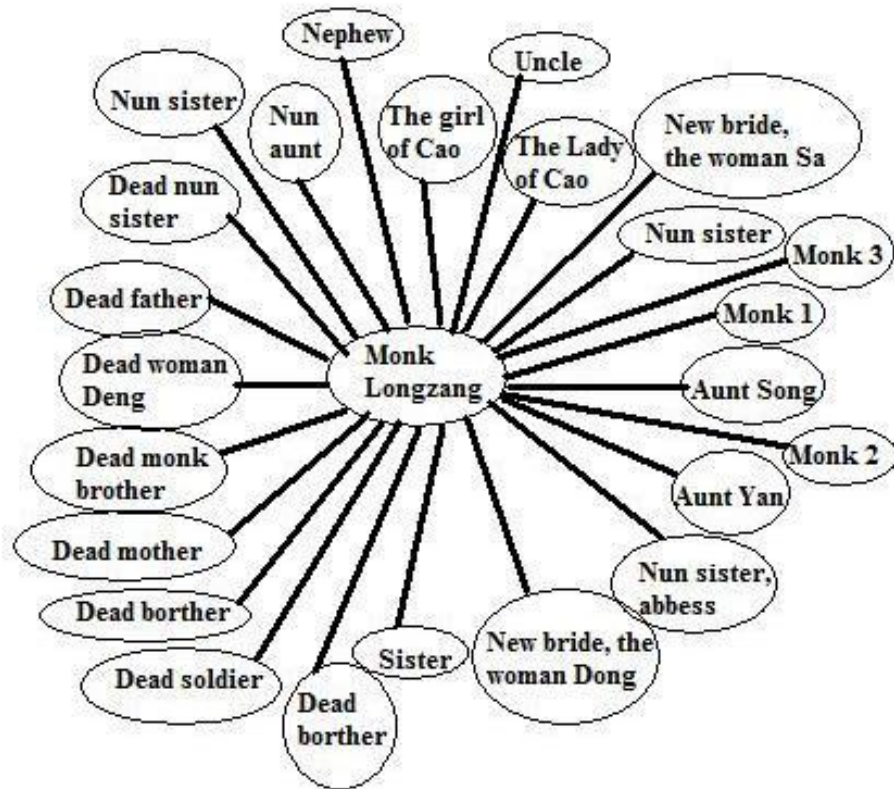 Nephew
Uncle
Nun sister
Nun
aunt
The girl
of Cao
The Lady
of Cao
New bride,
the woman Sa
Dead nun
sister
Nun sister
Monk 3
Dead father
Monk 1
Monk
Longzang
Dead woman
Deng
Aunt Song
Dead monk
brother
Monk 2
Aunt Yan
Dead mother
Nun sister,
abbess
Dead borther
New bride, the
woman Dong
Sister
Dead soldier
Dead
borther